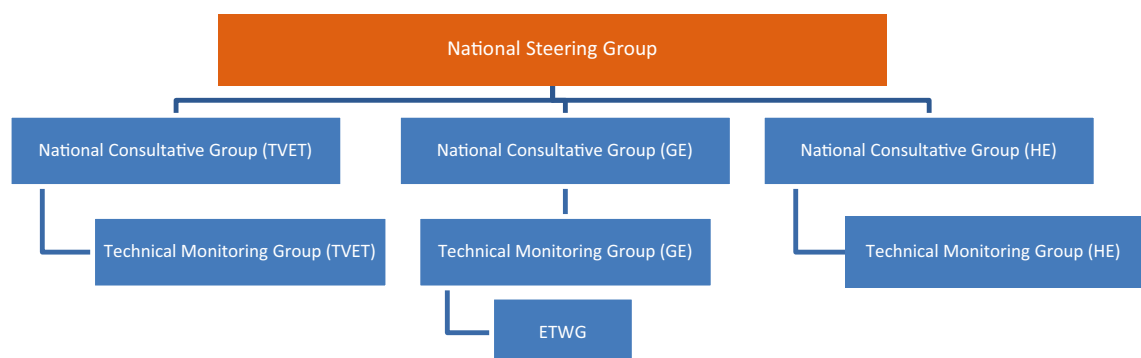 National Steering Group
National Consultative Group (TVET)
National Consultative Group (GE)
National Consultative Group (HE)
Technical Monitoring Group (TVET)
Technical Monitoring Group (GE)
Technical Monitoring Group (HE)
ETWG